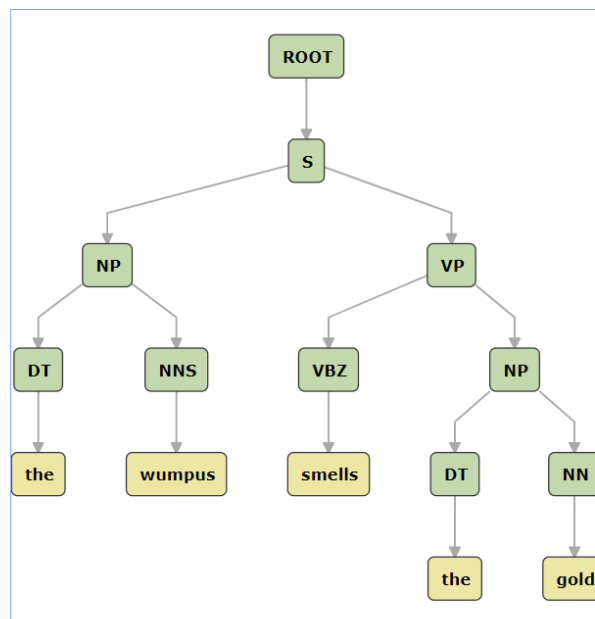 ROOT
S
NP VP
DT NNS VBZ NP
the wumpus smells DT NN
the gold